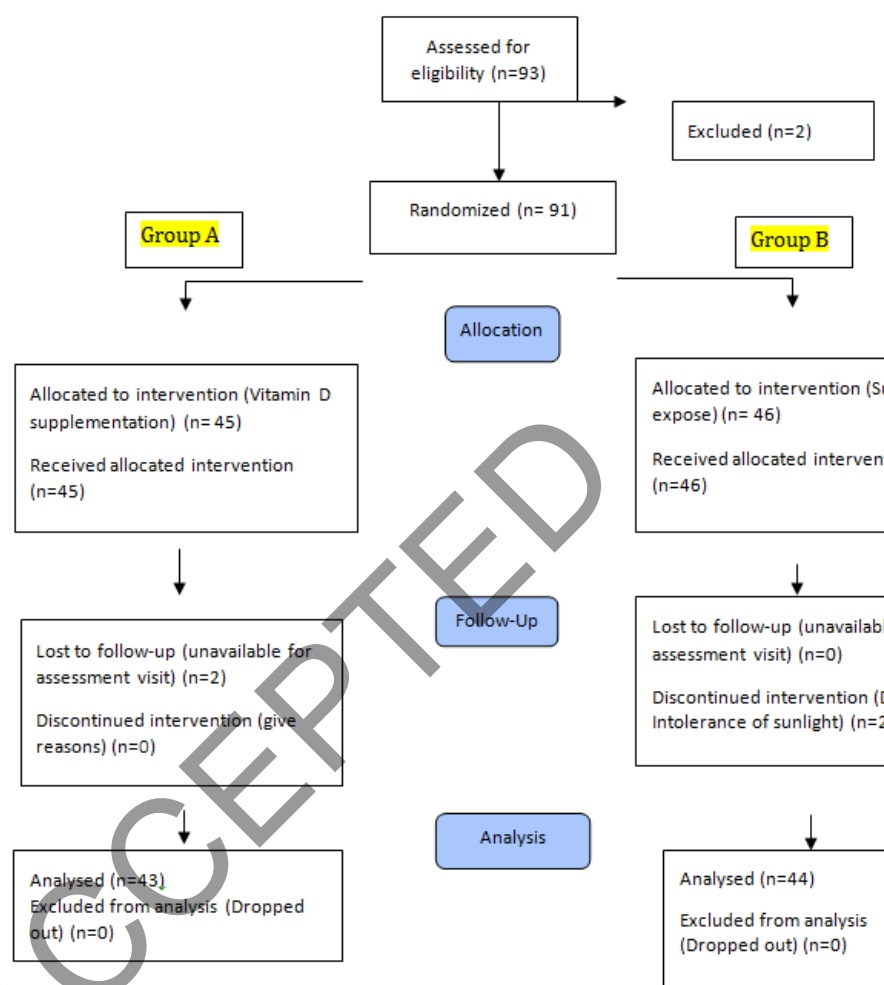 Assessed for
eligibility (n=93)
Excluded (n=2)
Randomized (n= 91)
Group A
Group B
Allocation
Allocated to intervention (Vitamin D
supplementation) (n= 45)
Received allocated intervention
(n=45)
Allocated to intervention
expose) (n= 46)
Received allocated
(n=46)
Follow-Up
Lost to follow-up (unavailable for
assessment visit) (n=2)
Discontinued intervention (give
reasons) (n=0)
Lost to follow-up
assessment visit) (n=0)
Discontinued intervention
Intolerance of sunlight)
Analysis
Analysed (n=43)
Excluded from analysis (Dropped
out) (n=0)
Analysed (n=44)
Excluded from analysis
(Dropped out) (n=0)
CCEPTED